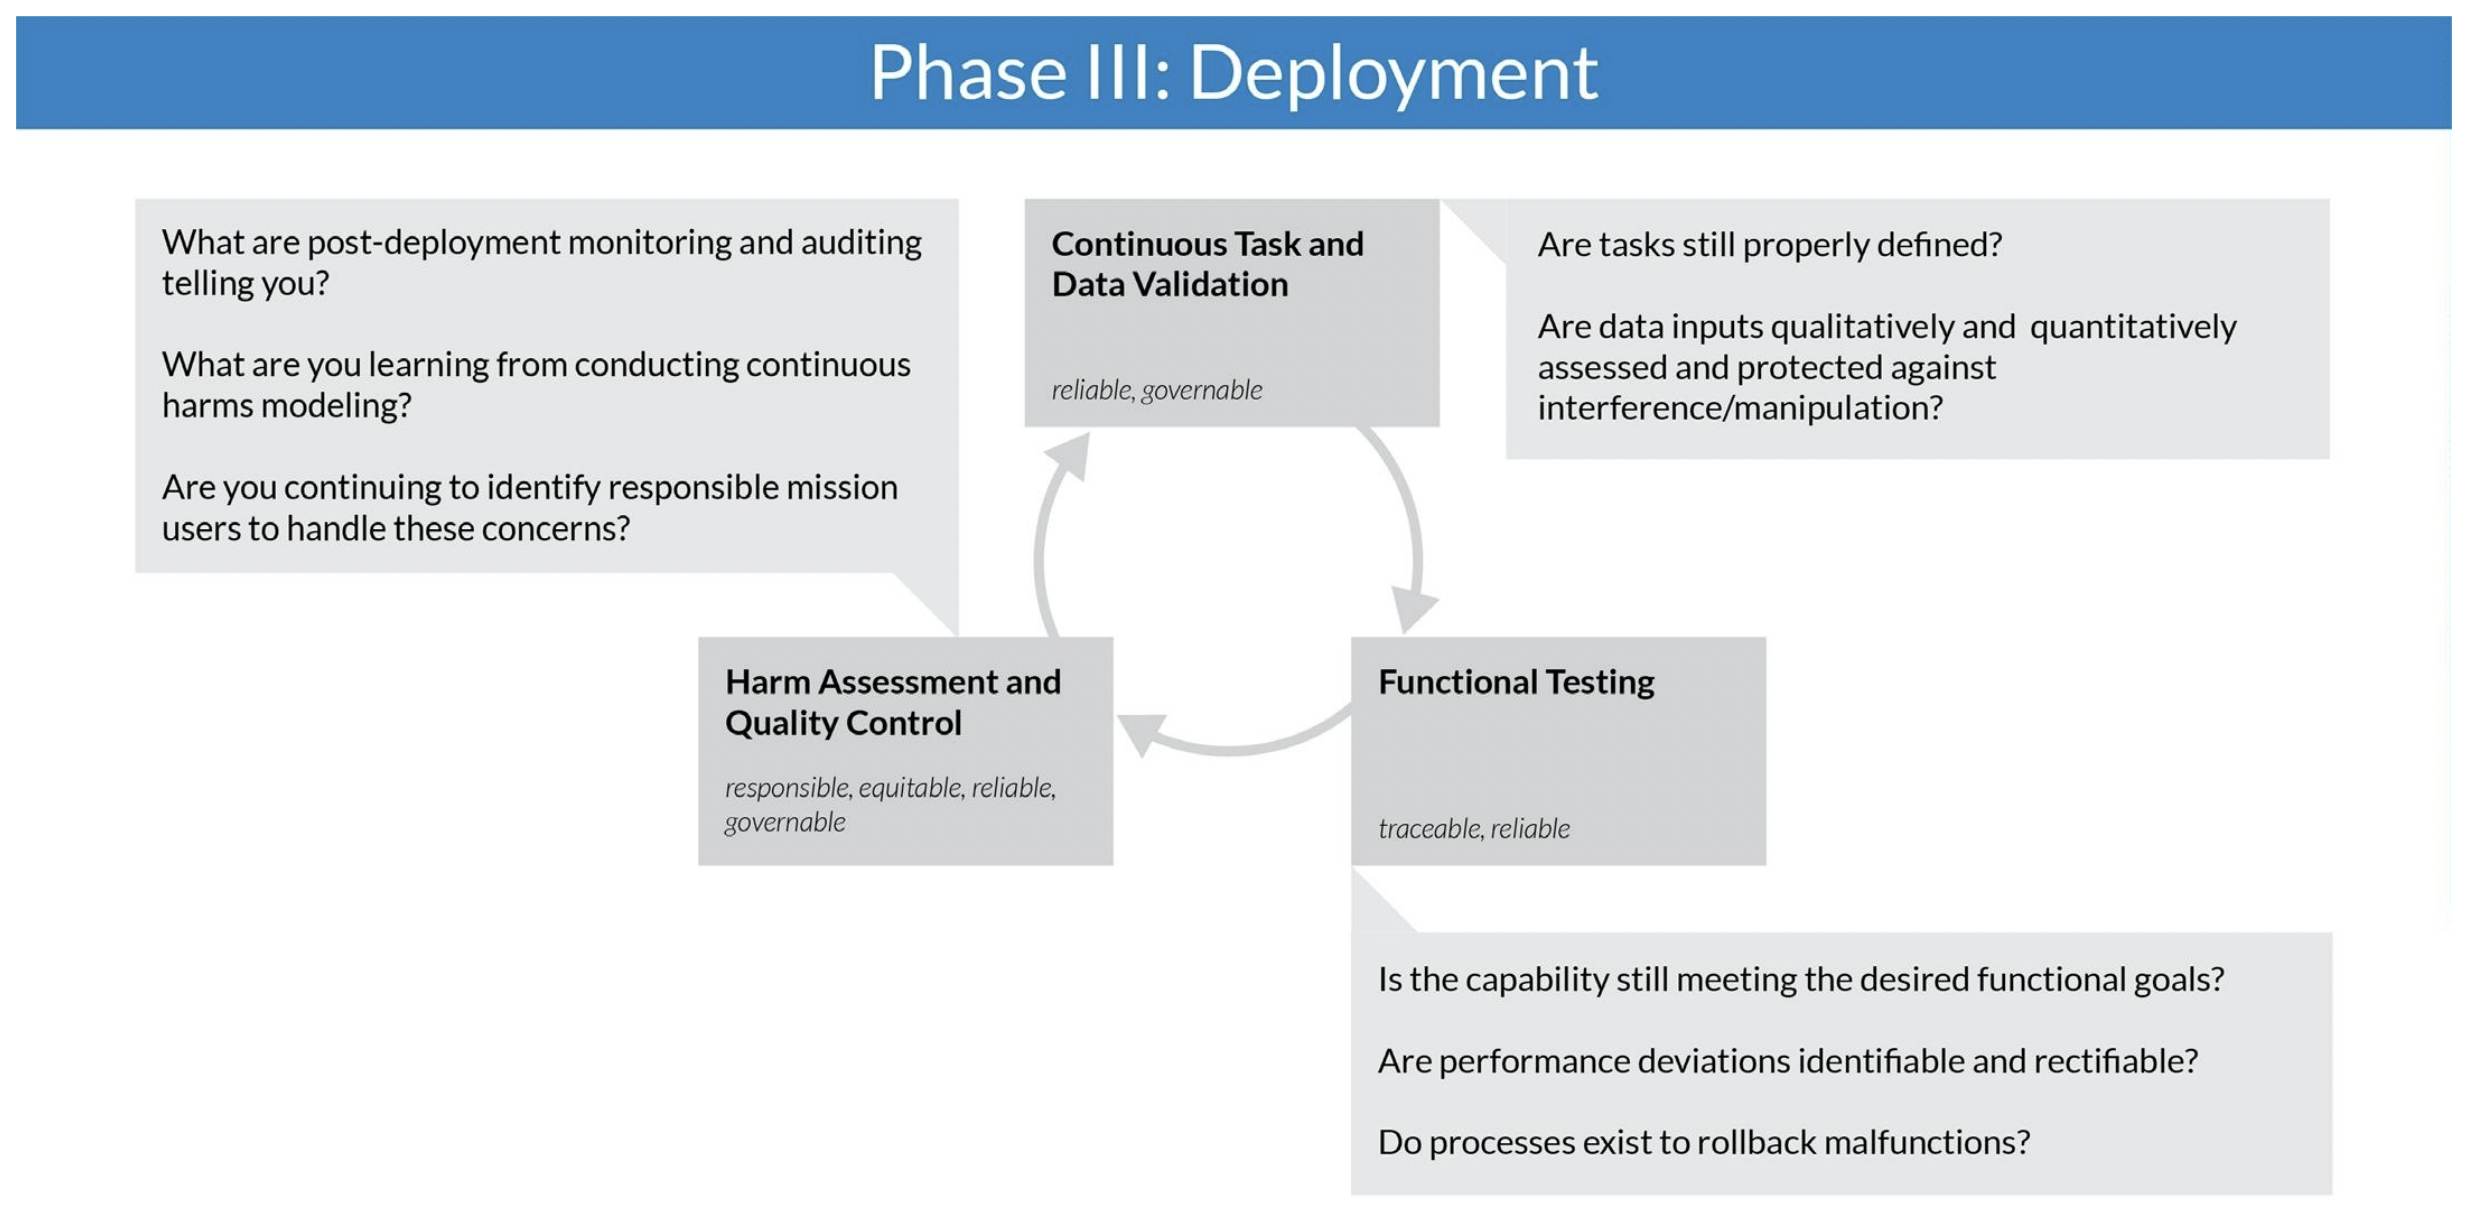 Phase III: Deployment
What are post-deployment monitoring and auditing
telling you?
What are you learning from conducting continuous
harms modeling?
Are you continuing to identify responsible mission
users to handle these concerns?
Continuous Task and
Data Validation
reliable, governable
Are tasks still properly defined?
Are data inputs qualitatively and quantitatively
assessed and protected against
interference/manipulation?
Harm Assessment and
Quality Control
responsible, equitable, reliable,
governable
Functional Testing
traceable, reliable
Is the capability still meeting the desired functional goals?
Are performance deviations identifiable and rectifiable?
Do processes exist to rollback malfunctions?